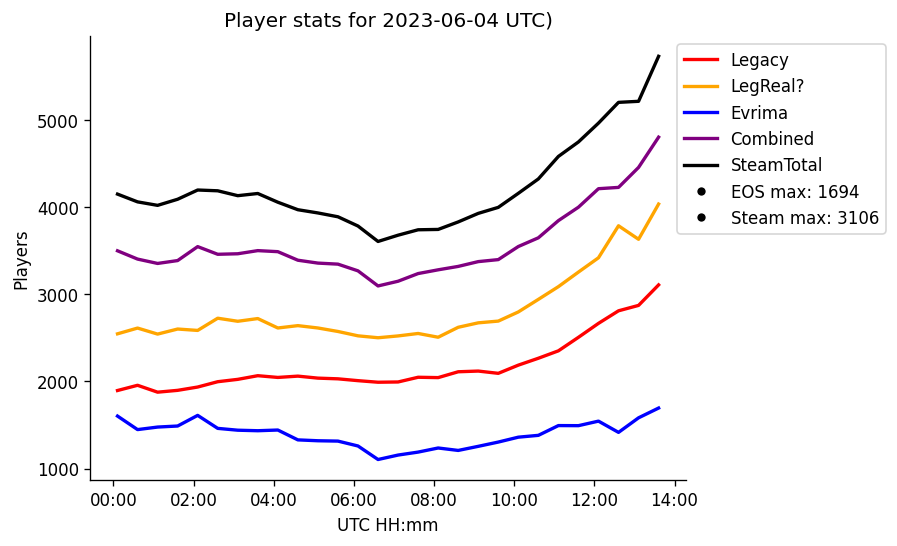 Player stats for 2023-06-04 UTC)
Legacy
LegReal?
Evrima
Combined
SteamTotal
EOS max: 1694
Steam max: 3106
Players
5000
4000
3000
2000
1000
00:00 02:00 04:00 06:00 08:00 10:00 12:00 14:00
UTC HH:mm